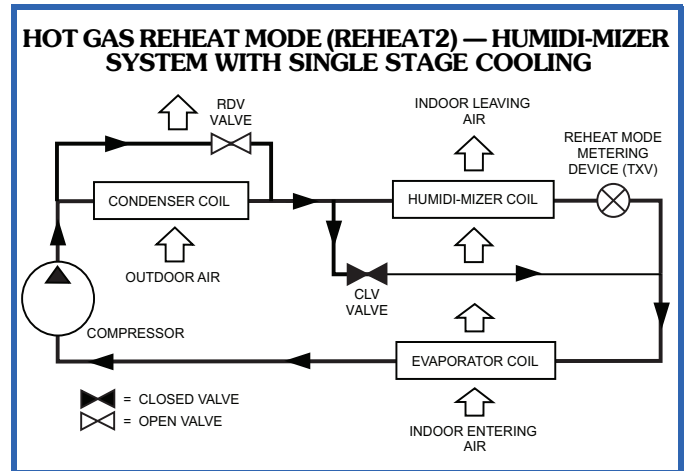 HOT GAS REHEAT MODE (REHEAT2) — HUMIDI-MIZER
SYSTEM WITH SINGLE STAGE COOLING
RDV
VALVE
INDOOR LEAVING
AIR
REHEAT MODE
METERING
DEVICE (TXV)
CONDENSER COIL
HUMIDI-MIZER COIL
OUTDOOR AIR
CLV
VALVE
COMPRESSOR
EVAPORATOR COIL
= CLOSED VALVE
= OPEN VALVE
INDOOR ENTERING
AIR